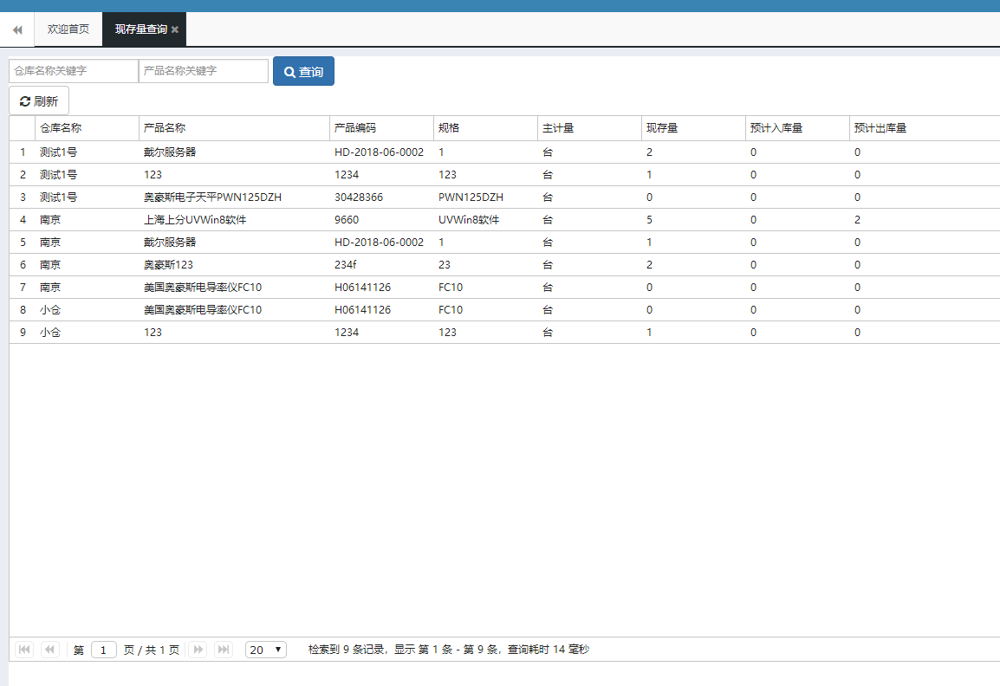 欢迎首页 现存量查询
仓库名称关键字 产品名称关键字 查询
刷新
仓库名称 产品名称 产品编码 规格 主计量 现存量 预计入库量 预计出库量
1 测试1号 戴尔服务器 HD-2018-06-0002 1 台 2 0 0
2 测试1号 123 1234 123 台 1 0 0
3 测试1号 奥豪斯电子天平PWN125DZH 30428366 PWN125DZH 台 0 0 0
4 南京 上海上分UVWin8软件 9660 UVWin8软件 台 5 0 2
5 南京 戴尔服务器 HD-2018-06-0002 1 台 1 0 0
6 南京 奥豪斯123 234f 23 台 2 0 0
7 南京 美国奥豪斯电导率仪FC10 H06141126 FC10 台 0 0 0
8 小仓 美国奥豪斯电导率仪FC10 H06141126 FC10 台 0 0 0
9 小仓 123 1234 123 台 1 0 0
第 1 页 / 共 1 页 20 检索到 9 条记录，显示 第 1 条 - 第 9 条，查询耗时 14 毫秒